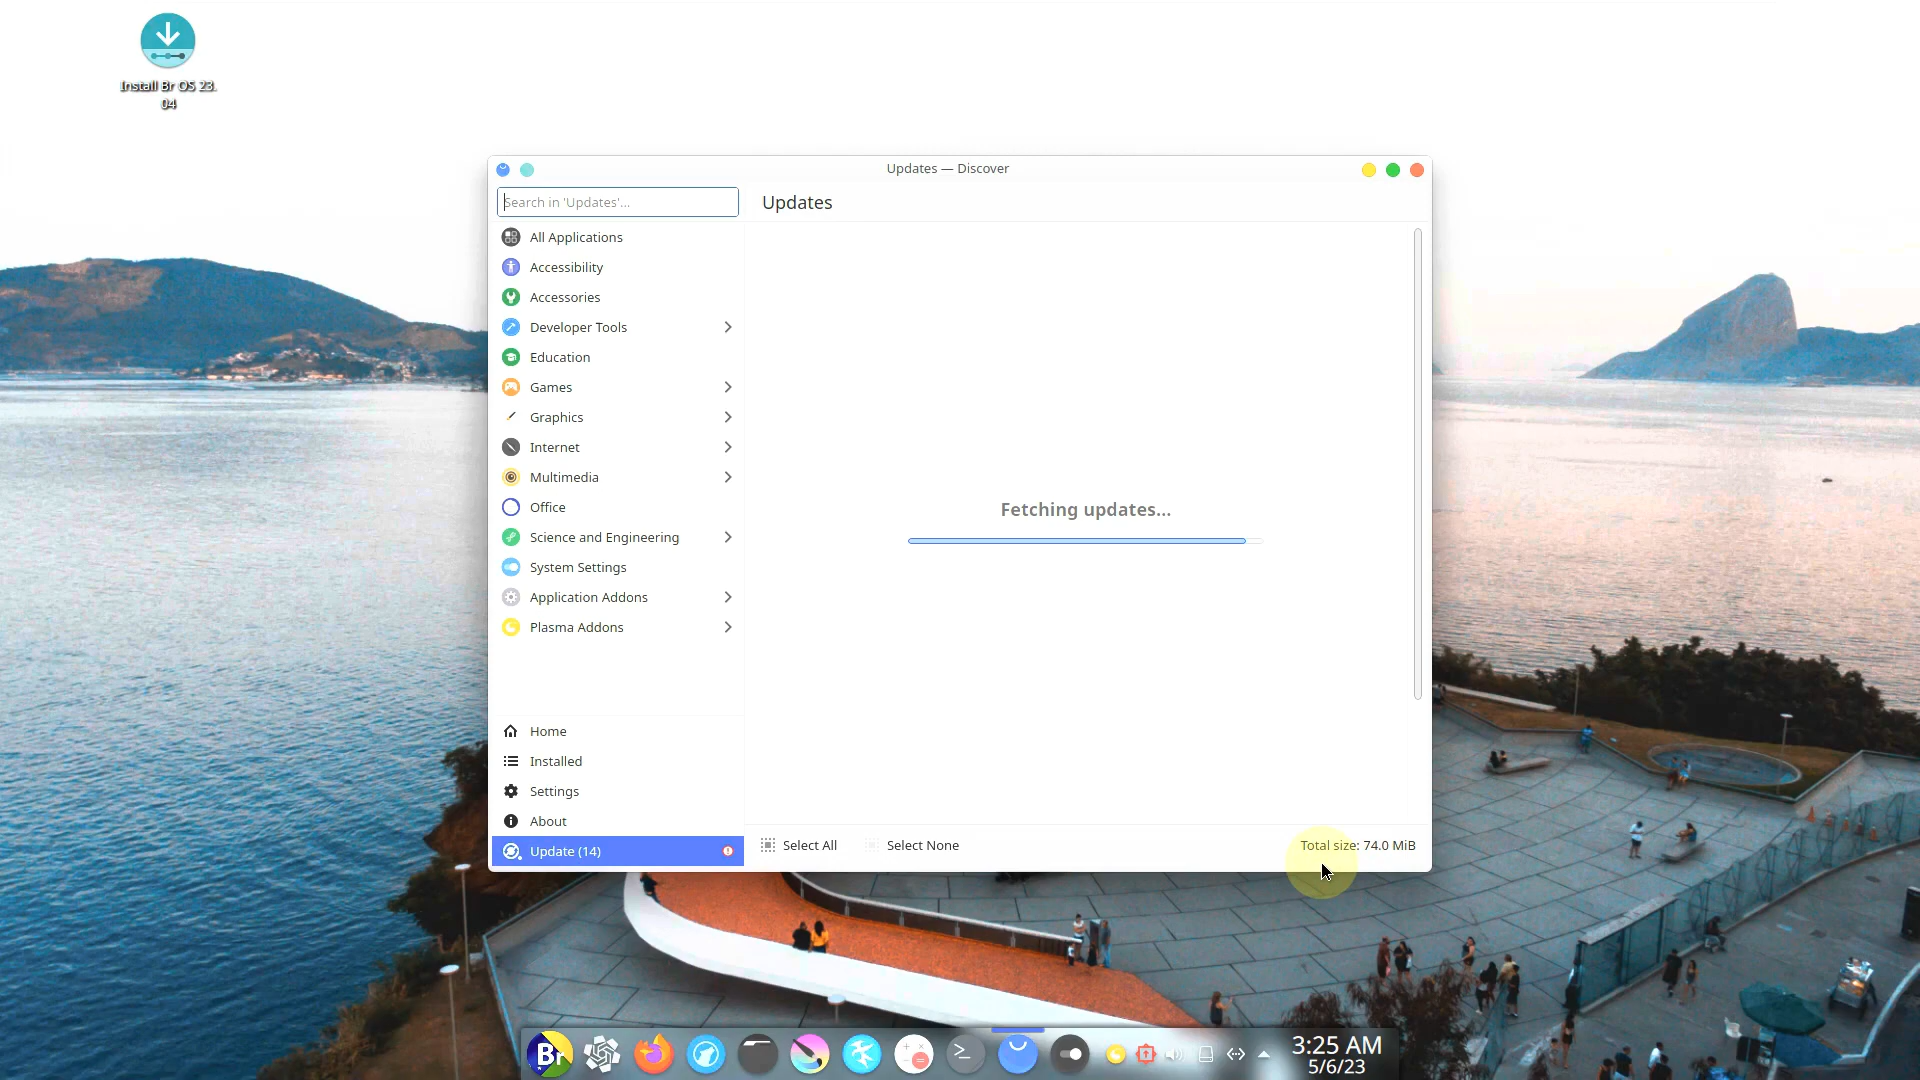 Install Br OS 23.
04
Updates — Discover
Search in 'Updates'...
Updates
All Applications
Accessibility
Accessories
Developer Tools
Education
Games
Graphics
Internet
Multimedia
Office
Science and Engineering
System Settings
Application Addons
Plasma Addons
Fetching updates...
Home
Installed
Settings
About
Update (14)
Select All
Select None
Total size: 74.0 MiB
Br
3:25 AM
5/6/23